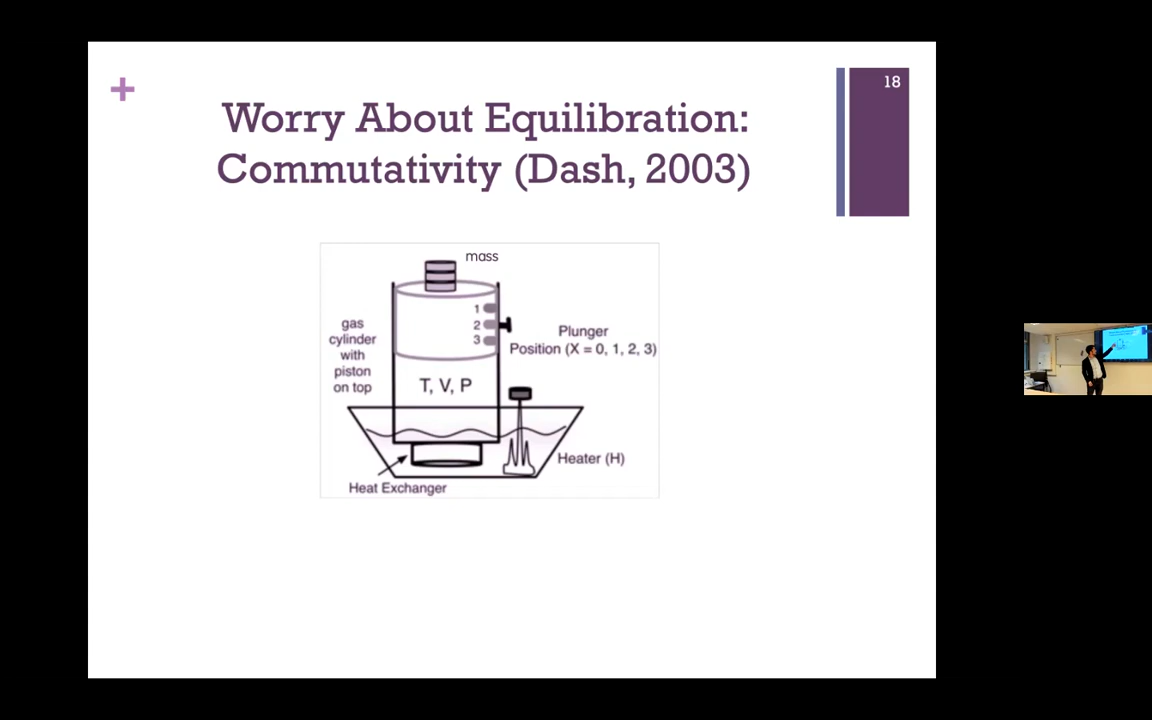 +
18
Worry About Equilibration:
Commutativity (Dash, 2003)
mass
1
2
3
gas
cylinder
with
piston
on top
Plunger
Position (X = 0, 1, 2, 3)
T, V, P
Heater (H)
Heat Exchanger